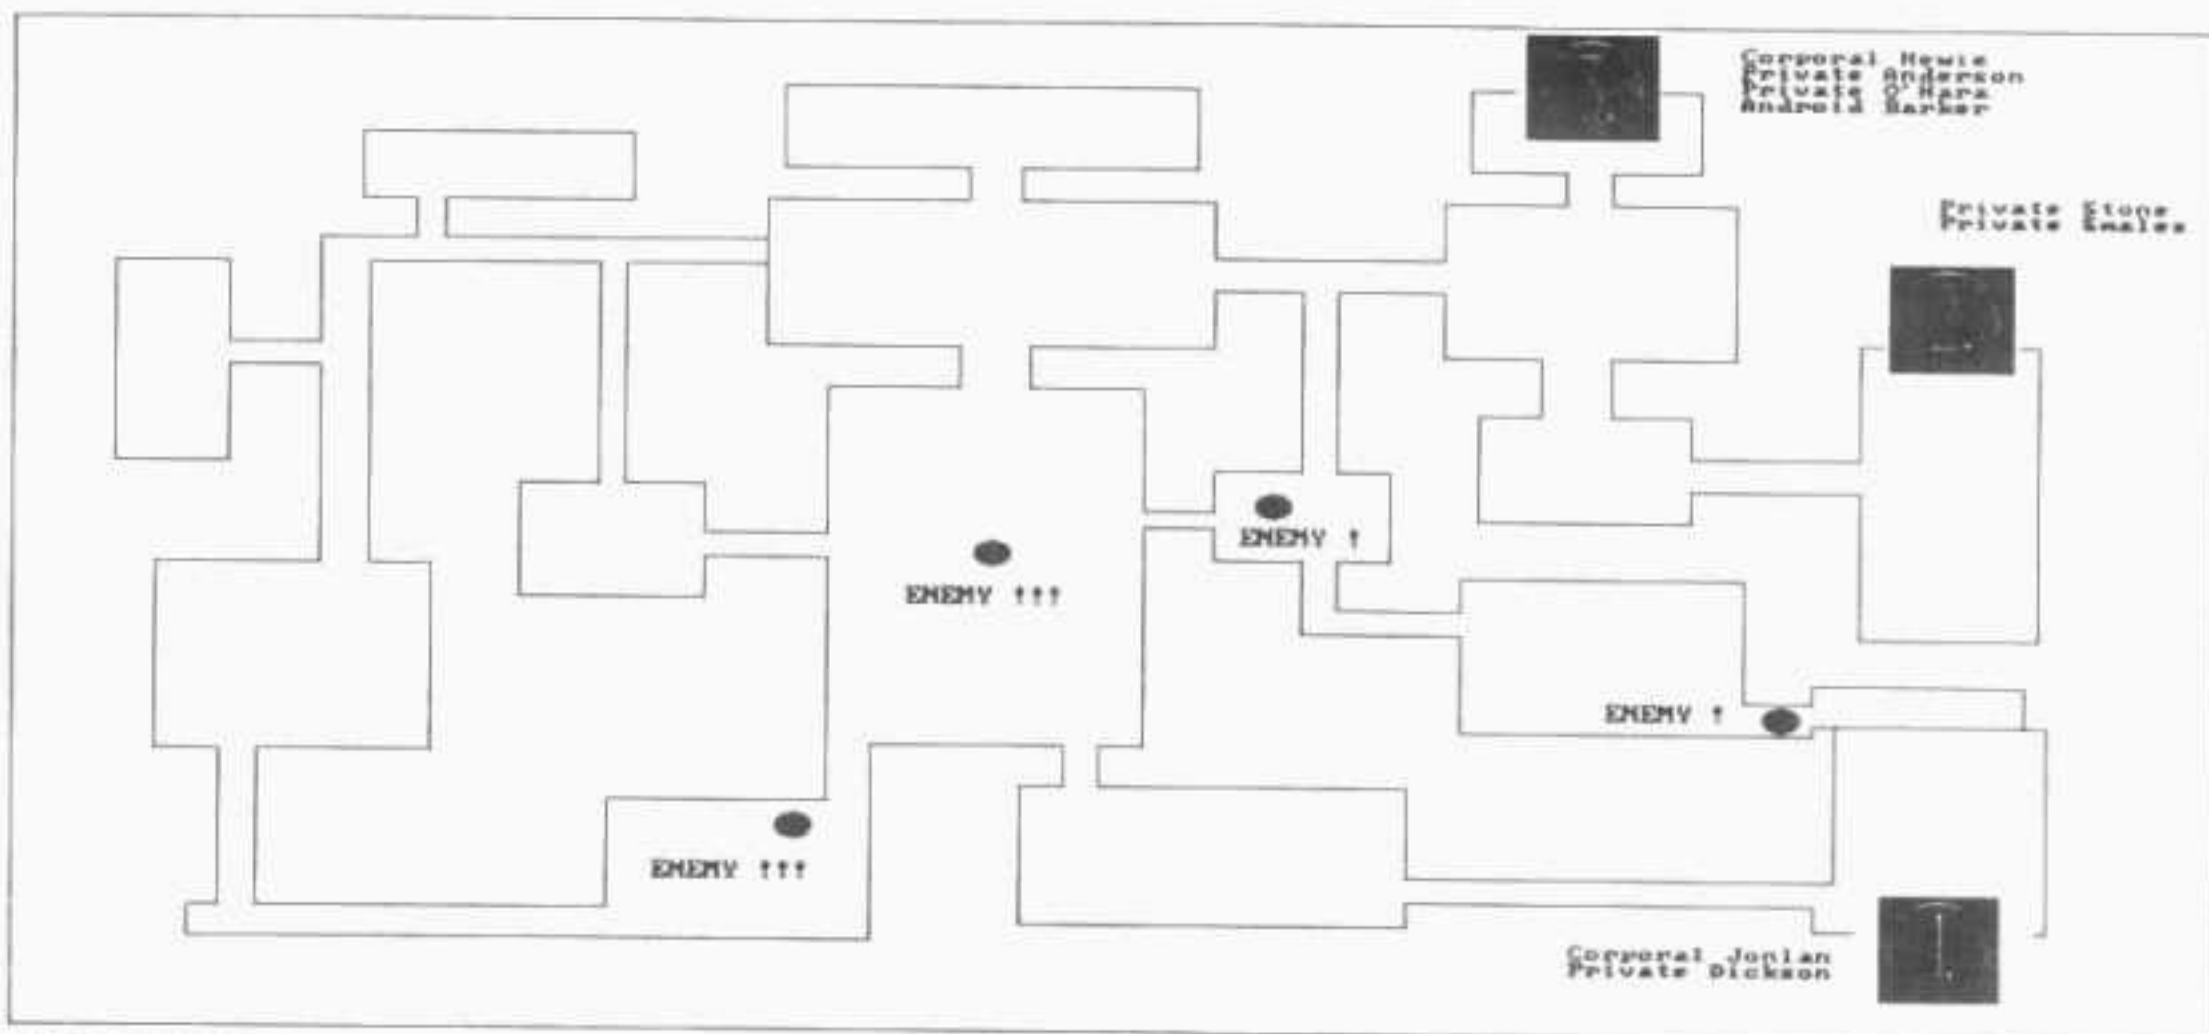 Corporal Hewie
Private Anderson
Private O'Hara
Android Barker
Private Stone
Private Smales
ENEMY !
ENEMY !!!
ENEMY !
ENEMY !!!
Corporal Jonlan
Private Dickson